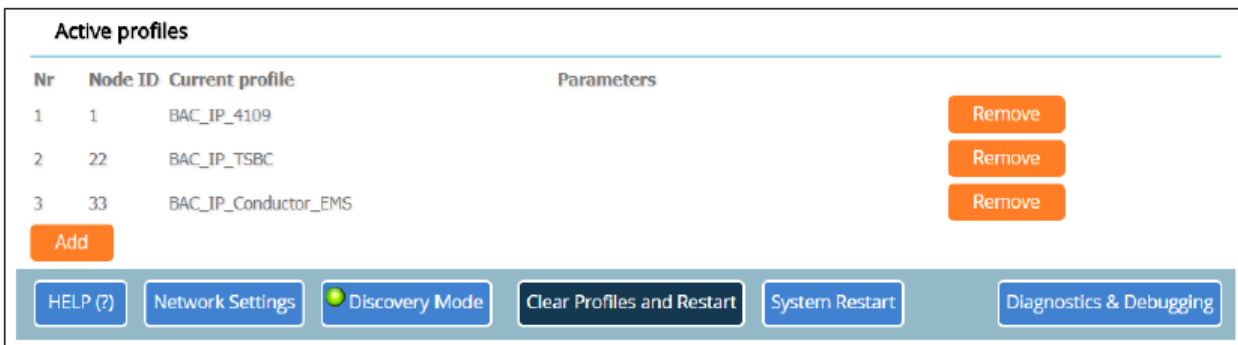 Active profiles
Nr Node ID Current profile Parameters
1 1 BAC_IP_4109 Remove
2 22 BAC_IP_TSBC Remove
3 33 BAC_IP_Conductor_EMS Remove
Add
HELP (?) Network Settings Discovery Mode Clear Profiles and Restart System Restart Diagnostics & Debugging